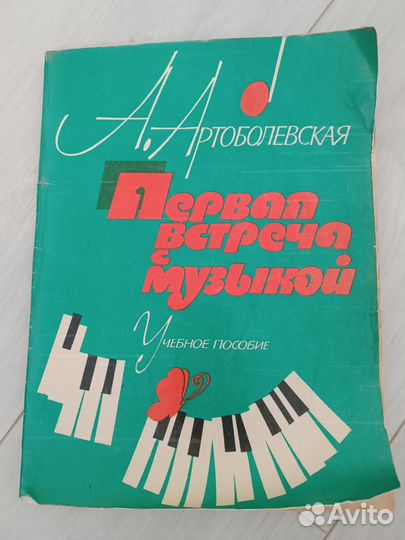 А. Артоболевская
Первая
встреча
с
музыкой
Учебное пособие
Avito